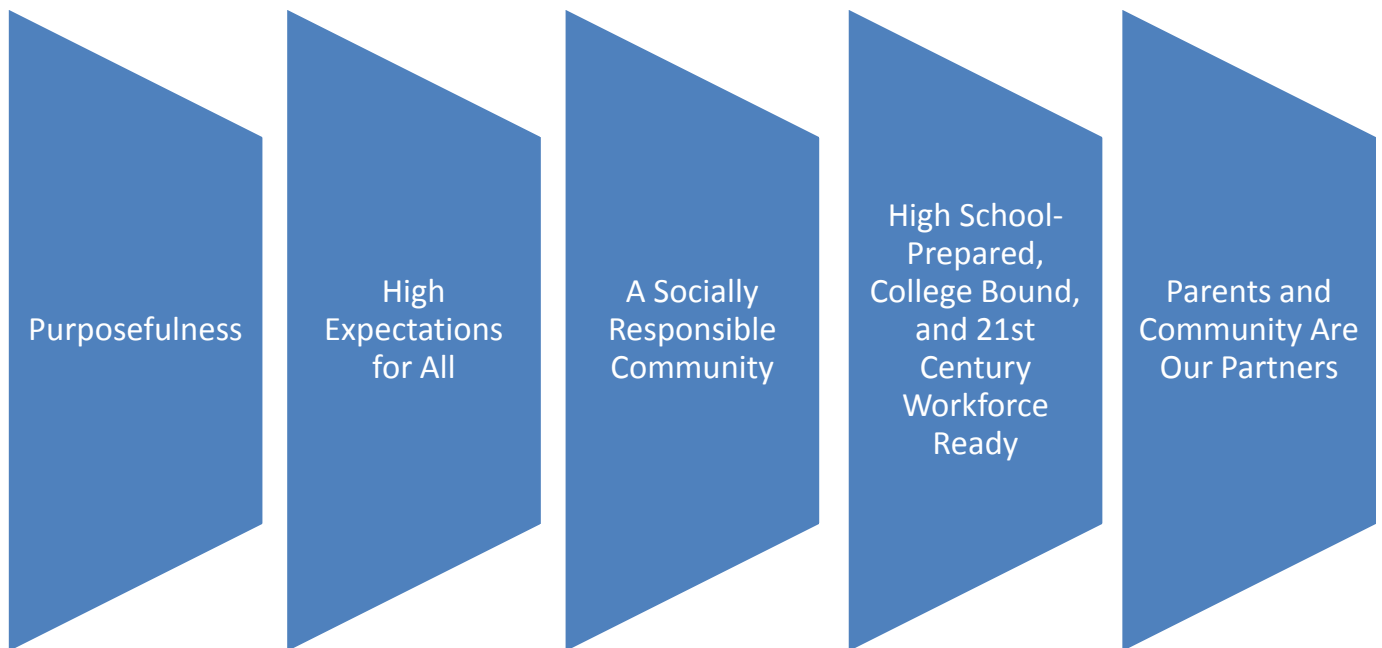 Purposefulness
High
Expectations
for All
A Socially
Responsible
Community
High School-
Prepared,
College Bound,
and 21st
Century
Workforce
Ready
Parents and
Community Are
Our Partners